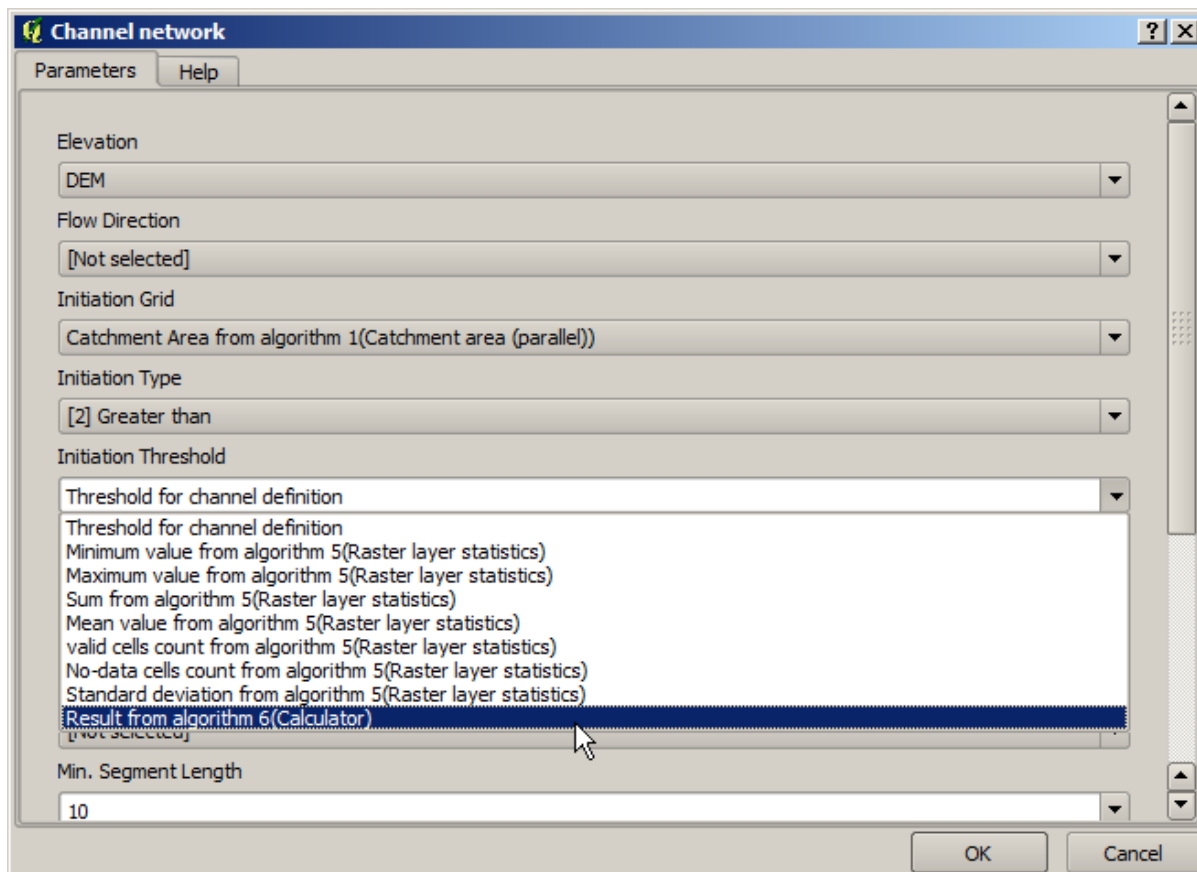 Channel network
Parameters Help
Elevation
DEM
Flow Direction
[Not selected]
Initiation Grid
Catchment Area from algorithm 1(Catchment area (parallel))
Initiation Type
[2] Greater than
Initiation Threshold
Threshold for channel definition
Threshold for channel definition
Minimum value from algorithm 5(Raster layer statistics)
Maximum value from algorithm 5(Raster layer statistics)
Sum from algorithm 5(Raster layer statistics)
Mean value from algorithm 5(Raster layer statistics)
valid cells count from algorithm 5(Raster layer statistics)
No-data cells count from algorithm 5(Raster layer statistics)
Standard deviation from algorithm 5(Raster layer statistics)
Result from algorithm 6(Calculator)
[Not selected]
Min. Segment Length
10
OK Cancel